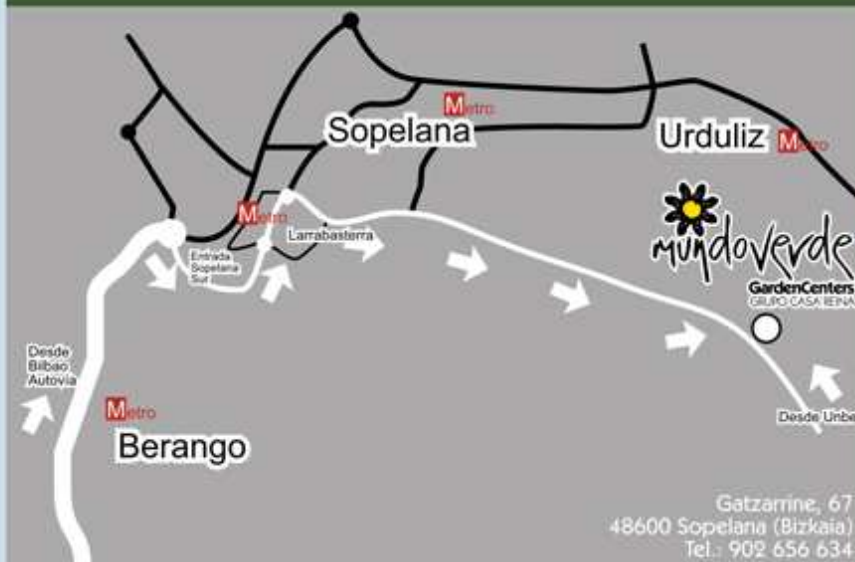 Metro
Sopelana
Urduliz
Metro
Metro
Larrabasterra
mundoverde
Entrada
Sopelana
Sur
GardenCenters
GRUPO CASA REINA
Desde
Bilbao
Autovia
Metro
Desde Unbe
Berango
Gatzarrine, 67
48600 Sopelana (Bizkaia)
Tel.: 902 656 634